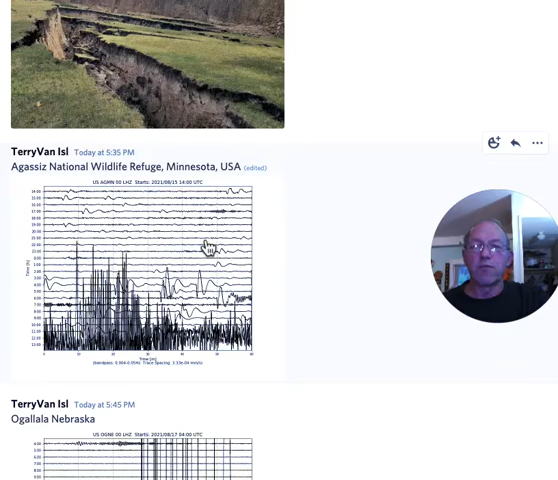 TerryVan Isl Today at 5:35 PM
Agassiz National Wildlife Refuge, Minnesota, USA (edited)
US AGMN 00 LHZ Starts: 2021/08/15 14:00 UTC
TerryVan Isl Today at 5:45 PM
Ogallala Nebraska
US OGNE 00 LHZ Starts: 2021/08/17 04:00 UTC